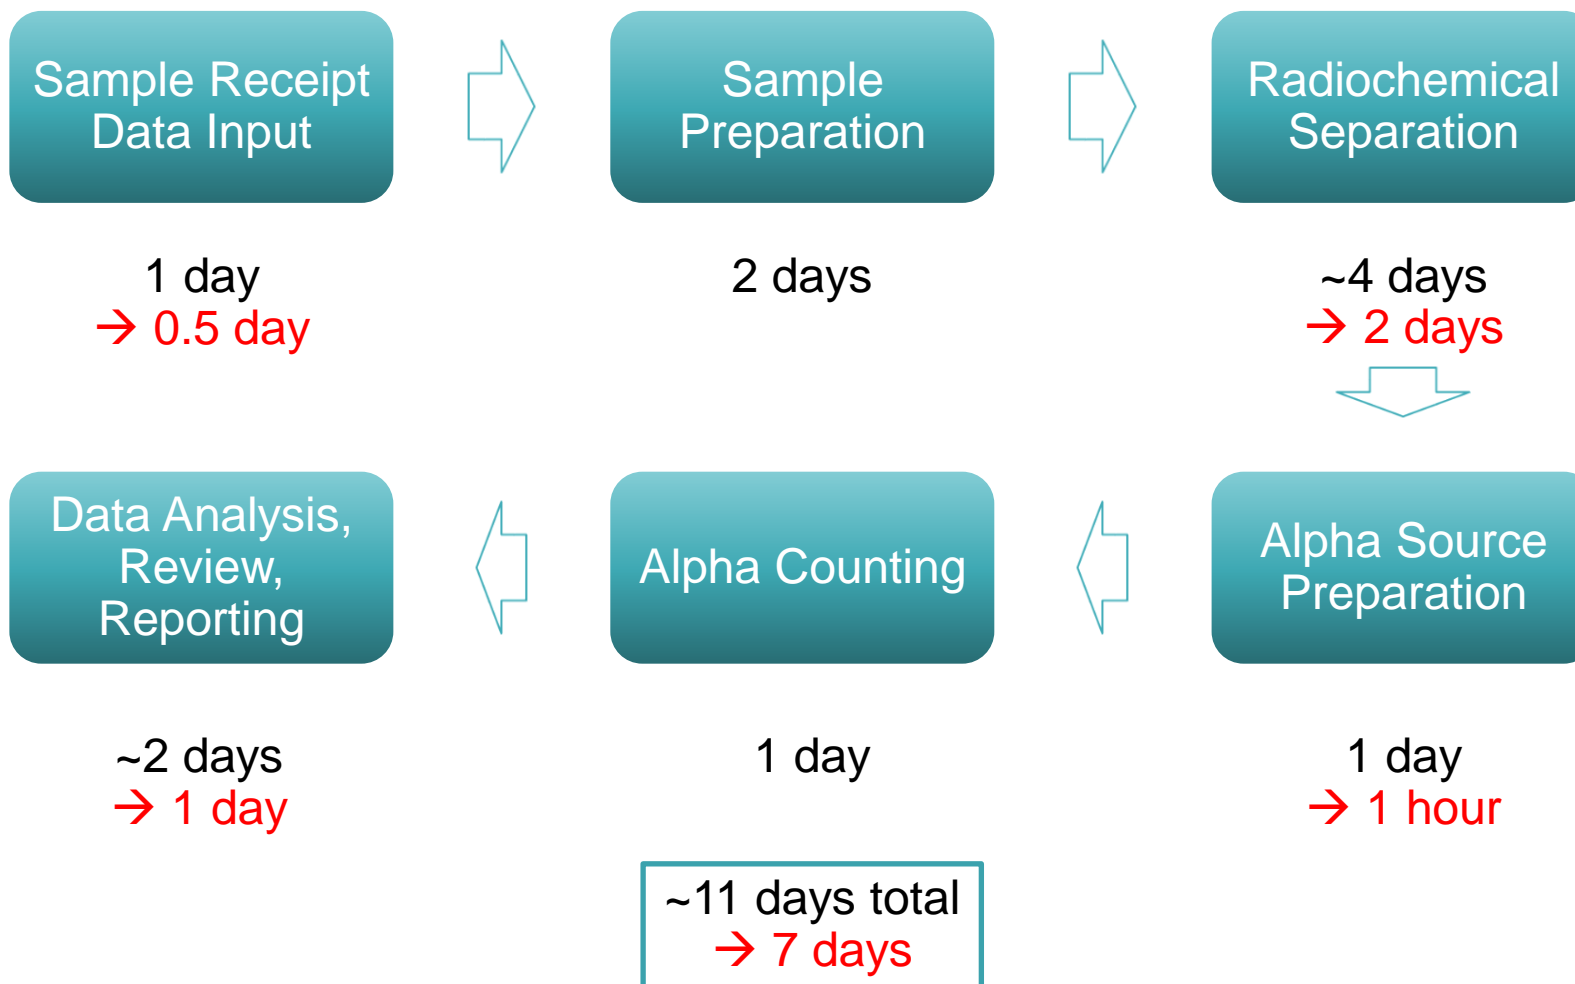 Sample Receipt
Data Input
1 day
→ 0.5 day
Sample
Preparation
2 days
Radiochemical
Separation
~4 days
→ 2 days
Alpha Source
Preparation
1 day
→ 1 hour
Alpha Counting
1 day
Data Analysis,
Review,
Reporting
~2 days
→ 1 day
~11 days total
→ 7 days